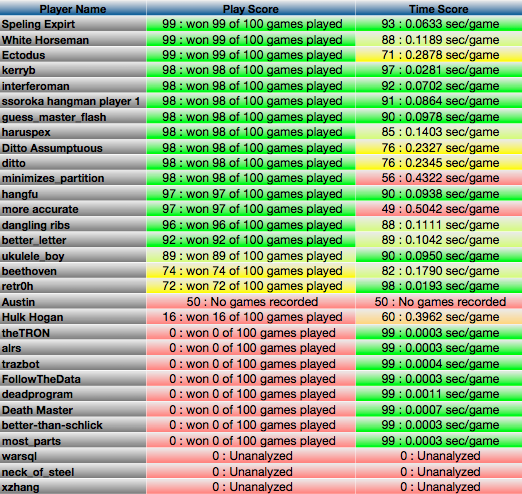 Player Name Play Score Time Score
Speling Expirt 99 : won 99 of 100 games played 93 : 0.0633 sec/game
White Horseman 99 : won 99 of 100 games played 88 : 0.1189 sec/game
Ectodus 99 : won 99 of 100 games played 71 : 0.2878 sec/game
kerryb 98 : won 98 of 100 games played 97 : 0.0281 sec/game
interferoman 98 : won 98 of 100 games played 92 : 0.0702 sec/game
ssoroka hangman player 1 98 : won 98 of 100 games played 91 : 0.0864 sec/game
guess_master_flash 98 : won 98 of 100 games played 90 : 0.0978 sec/game
haruspex 98 : won 98 of 100 games played 85 : 0.1403 sec/game
Ditto Assumptuous 98 : won 98 of 100 games played 76 : 0.2327 sec/game
ditto 98 : won 98 of 100 games played 76 : 0.2345 sec/game
minimizes_partition 98 : won 98 of 100 games played 56 : 0.4322 sec/game
hangfu 97 : won 97 of 100 games played 90 : 0.0938 sec/game
more accurate 97 : won 97 of 100 games played 49 : 0.5042 sec/game
dangling ribs 96 : won 96 of 100 games played 88 : 0.1111 sec/game
better_letter 92 : won 92 of 100 games played 89 : 0.1042 sec/game
ukulele_boy 89 : won 89 of 100 games played 90 : 0.0950 sec/game
beethoven 74 : won 74 of 100 games played 82 : 0.1790 sec/game
retr0h 72 : won 72 of 100 games played 98 : 0.0193 sec/game
Austin 50 : No games recorded 50 : No games recorded
Hulk Hogan 16 : won 16 of 100 games played 60 : 0.3962 sec/game
theTRON 0 : won 0 of 100 games played 99 : 0.0003 sec/game
alrs 0 : won 0 of 100 games played 99 : 0.0003 sec/game
trazbot 0 : won 0 of 100 games played 99 : 0.0004 sec/game
FollowTheData 0 : won 0 of 100 games played 99 : 0.0003 sec/game
deadprogram 0 : won 0 of 100 games played 99 : 0.0011 sec/game
Death Master 0 : won 0 of 100 games played 99 : 0.0007 sec/game
better-than-schlick 0 : won 0 of 100 games played 99 : 0.0003 sec/game
most_parts 0 : won 0 of 100 games played 99 : 0.0003 sec/game
warsql 0 : Unanalyzed 0 : Unanalyzed
neck_of_steel 0 : Unanalyzed 0 : Unanalyzed
xzhang 0 : Unanalyzed 0 : Unanalyzed